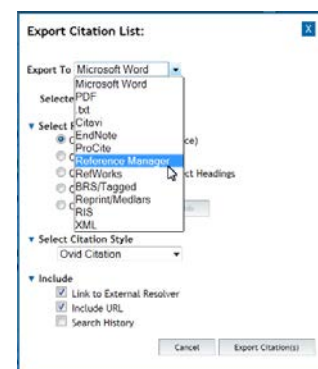 Export Citation List:
X
Export To Microsoft Word
Microsoft Word
Selecte PDF
.txt
Select Citavi
EndNote
ce)
ProCite
Reference Manager
RefWorks
ct Headings
BRS/Tagged
Reprint/Medlars
RIS
XML
Select Citation Style
Ovid Citation
Include
Link to External Resolver
Include URL
Search History
Cancel
Export Citation(s)